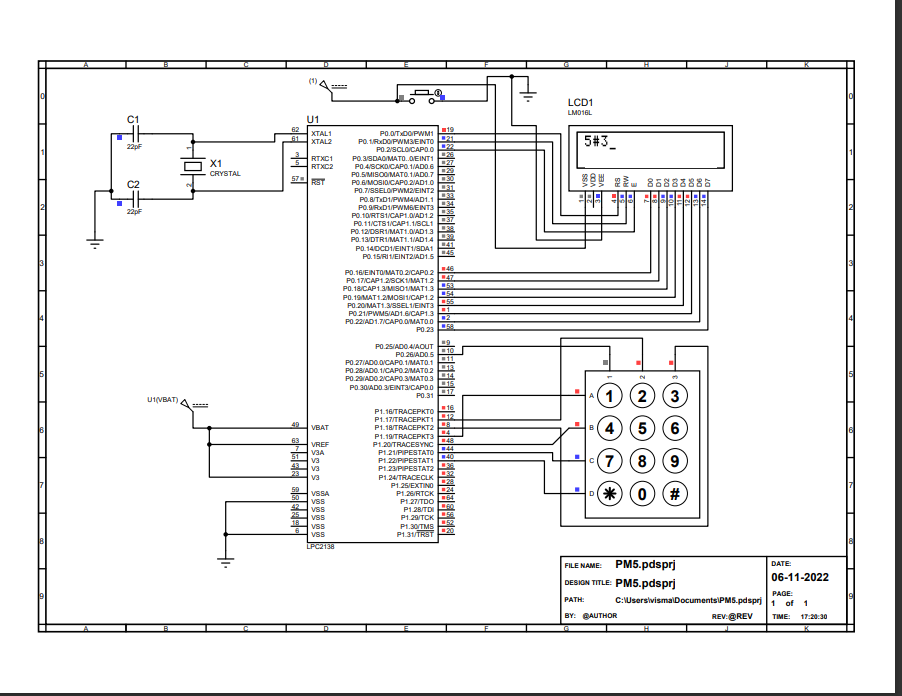 A B C D E F G H J K
0 0
1 1
2 2
3 3
4 4
5 5
6 6
7 7
8 8
9 9
(1)
C1
22pF
C2
22pF
X1
CRYSTAL
1
2
U1
62 XTAL1
61 XTAL2
3 RTXC1
5 RTXC2
57 RST
U1(VBAT)
49 VBAT
63 VREF
7 V3A
51 V3
43 V3
23 V3
59 VSSA
50 VSS
42 VSS
25 VSS
18 VSS
6 VSS
LPC2138
P0.0/TxD0/PWM1 19
P0.1/RxD0/PWM3/EINT0 21
P0.2/SCL0/CAP0.0 22
P0.3/SDA0/MAT0.0/EINT1 26
P0.4/SCK0/CAP0.1/AD0.6 27
P0.5/MISO0/MAT0.1/AD0.7 29
P0.6/MOSI0/CAP0.2/AD1.0 30
P0.7/SSEL0/PWM2/EINT2 31
P0.8/TxD1/PWM4/AD1.1 33
P0.9/RxD1/PWM6/EINT3 34
P0.10/RTS1/CAP1.0/AD1.2 35
P0.11/CTS1/CAP1.1/SCL1 37
P0.12/DSR1/MAT1.0/AD1.3 38
P0.13/DTR1/MAT1.1/AD1.4 39
P0.14/DCD1/EINT1/SDA1 41
P0.15/RI1/EINT2/AD1.5 45
P0.16/EINT0/MAT0.2/CAP0.2 46
P0.17/CAP1.2/SCK1/MAT1.2 47
P0.18/CAP1.3/MISO1/MAT1.3 53
P0.19/MAT1.2/MOSI1/CAP1.2 54
P0.20/MAT1.3/SSEL1/EINT3 55
P0.21/PWM5/AD1.6/CAP1.3 1
P0.22/AD1.7/CAP0.0/MAT0.0 2
P0.23 58
P0.25/AD0.4/AOUT 9
P0.26/AD0.5 10
P0.27/AD0.0/CAP0.1/MAT0.1 11
P0.28/AD0.1/CAP0.2/MAT0.2 13
P0.29/AD0.2/CAP0.3/MAT0.3 14
P0.30/AD0.3/EINT3/CAP0.0 15
P0.31 17
P1.16/TRACEPKT0 16
P1.17/TRACEPKT1 12
P1.18/TRACEPKT2 8
P1.19/TRACEPKT3 4
P1.20/TRACESYNC 48
P1.21/PIPESTAT0 44
P1.22/PIPESTAT1 40
P1.23/PIPESTAT2 36
P1.24/TRACECLK 32
P1.25/EXTIN0 28
P1.26/RTCK 24
P1.27/TDO 64
P1.28/TDI 60
P1.29/TCK 56
P1.30/TMS 52
P1.31/TRST 20
LCD1
LM016L
5#3_
VSS VDD VEE RS RW E D0 D1 D2 D3 D4 D5 D6 D7
1 2 3 4 5 6 7 8 9 10 11 12 13 14
1 2 3
A 1 2 3
B 4 5 6
C 7 8 9
D * 0 #
FILE NAME: PM5.pdsprj
DESIGN TITLE: PM5.pdsprj
PATH: C:\Users\visma\Documents\PM5.pdsprj
BY: @AUTHOR REV:@REV
DATE:
06-11-2022
PAGE:
1 of 1
TIME: 17:20:30
A B C D E F G H J K